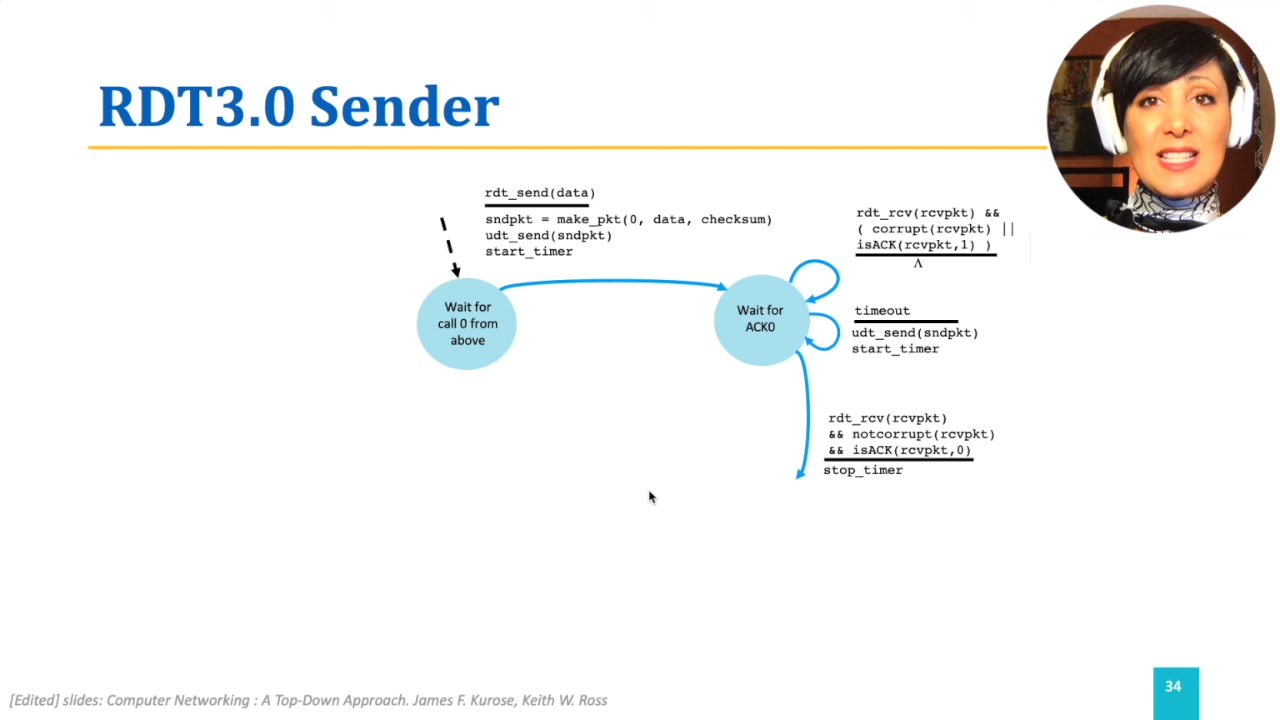 RDT3.0 Sender
rdt_send(data)
sndpkt = make_pkt(0, data, checksum)
udt_send(sndpkt)
start_timer
rdt_rcv(rcvpkt) &&
( corrupt(rcvpkt) ||
isACK(rcvpkt,1) )
Λ
Wait for
call 0 from
above
Wait for
ACK0
timeout
udt_send(sndpkt)
start_timer
rdt_rcv(rcvpkt)
&& notcorrupt(rcvpkt)
&& isACK(rcvpkt,0)
stop_timer
[Edited] slides: Computer Networking : A Top-Down Approach. James F. Kurose, Keith W. Ross
34